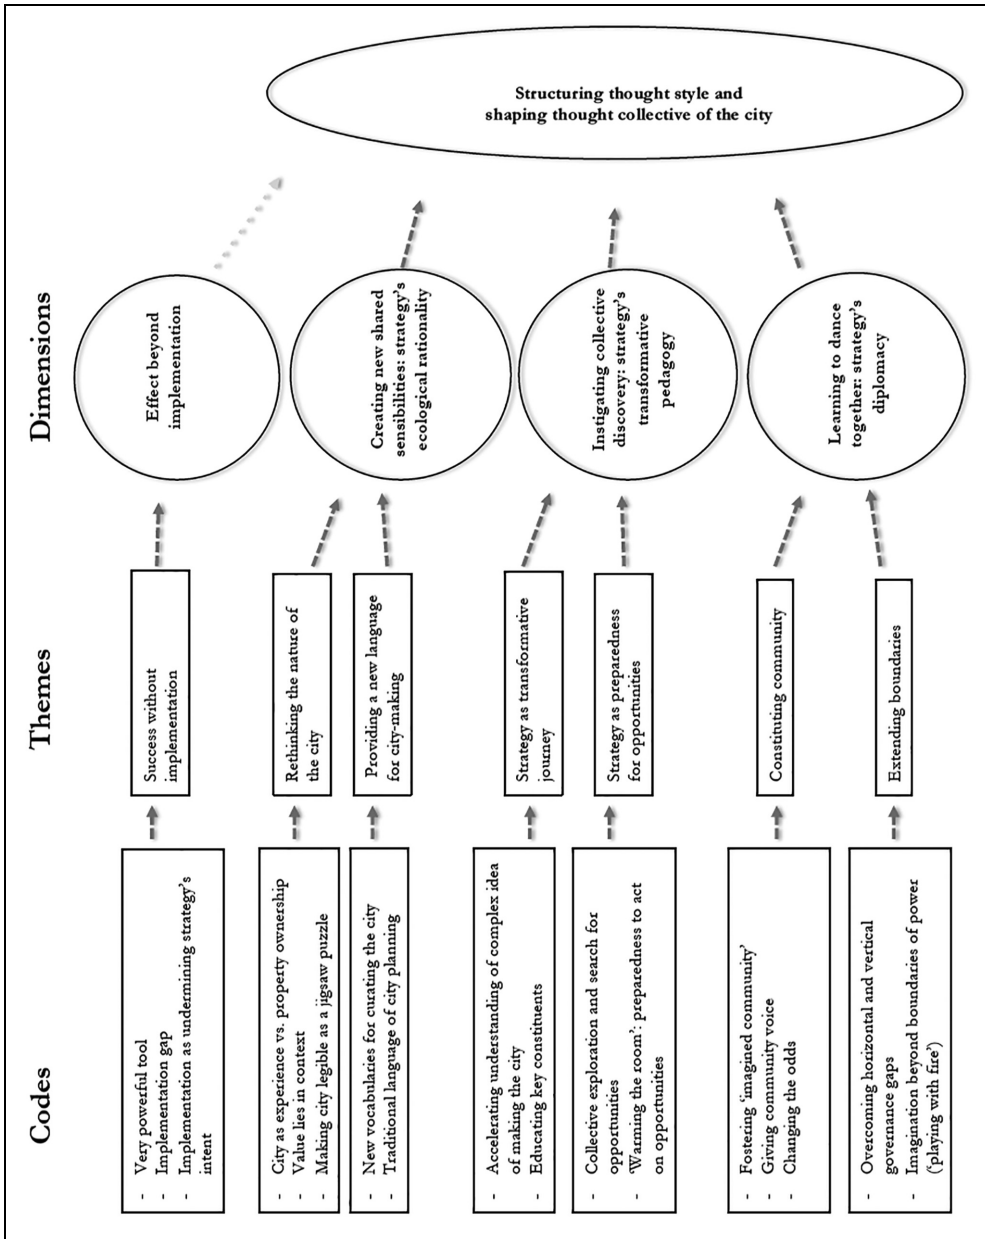 Codes
Themes
Dimensions
- Very powerful tool
- Implementation gap
- Implementation as undermining strategy's
intent
Success without
implementation
Effect beyond
implementation
- City as experience vs. property ownership
- Value lies in context
- Making city legible as a jigsaw puzzle
Rethinking the nature of
the city
- New vocabularies for curating the city
- Traditional language of city planning
Providing a new language
for city-making
Creating new shared
sensibilities: strategy's
ecological rationality
- Accelerating understanding of complex idea
of making the city
- Educating key constituents
Strategy as transformative
journey
- Collective exploration and search for
opportunities
- 'Warming the room': preparedness to act
on opportunities
Strategy as preparedness
for opportunities
Instigating collective
discovery: strategy's
transformative
pedagogy
- Fostering 'imagined community'
- Giving community voice
- Changing the odds
Constituting community
- Overcoming horizontal and vertical
governance gaps
- Imagination beyond boundaries of power
('playing with fire')
Extending boundaries
Learning to dance
together: strategy's
diplomacy
Structuring thought style and
shaping thought collective of the city